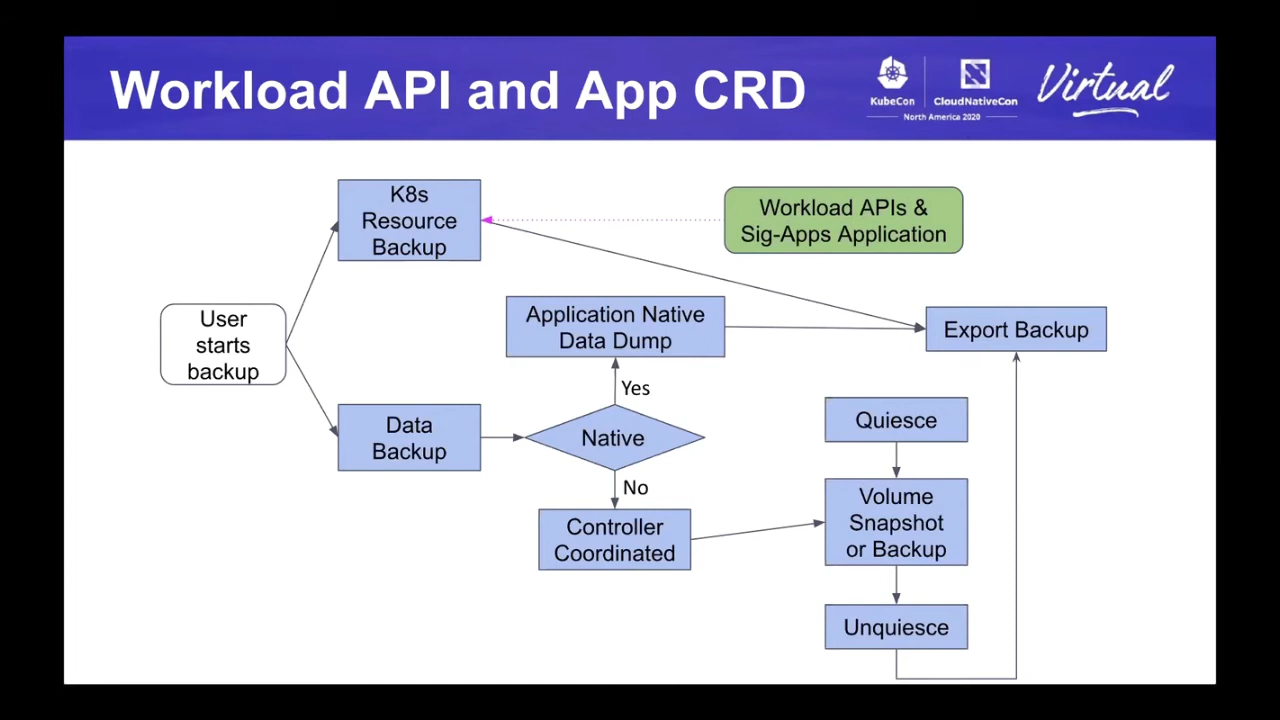 Workload API and App CRD
KubeCon
CloudNativeCon
North America 2020
Virtual
K8s
Resource
Backup
Workload APIs &
Sig-Apps Application
User
starts
backup
Application Native
Data Dump
Export Backup
Yes
Data
Backup
Native
Quiesce
No
Controller
Coordinated
Volume
Snapshot
or Backup
Unquiesce